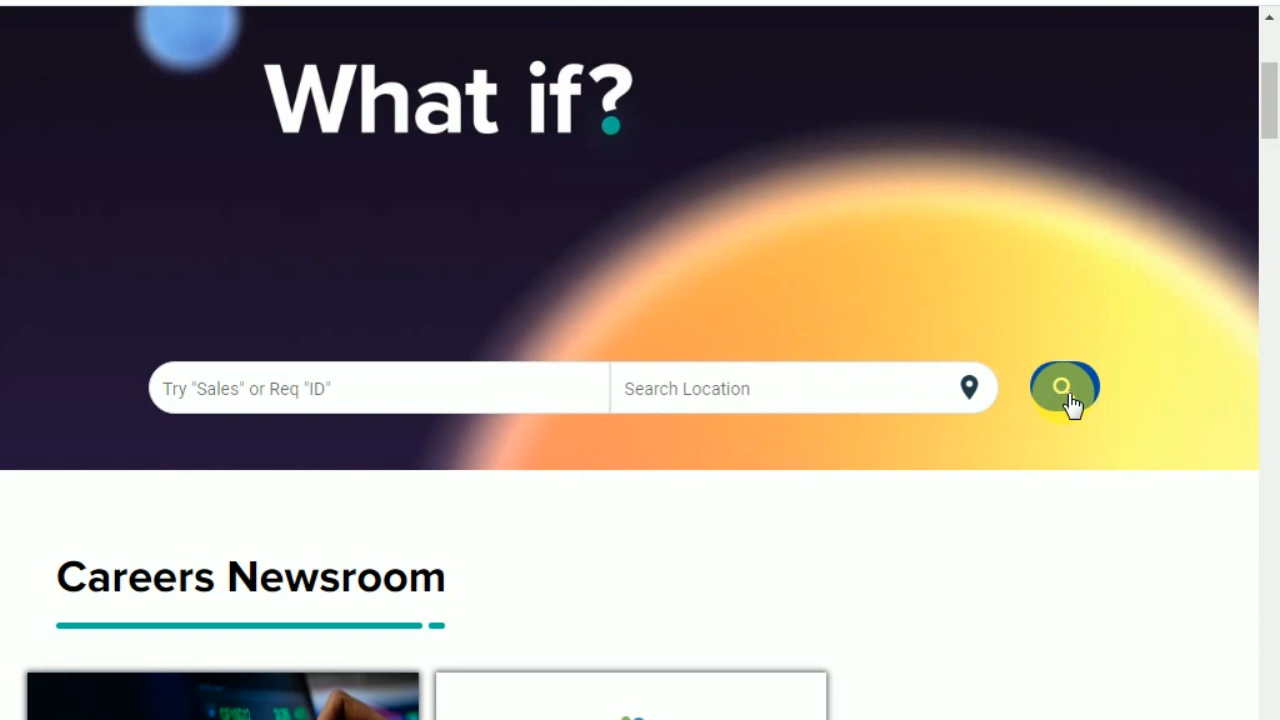 What if?
Try "Sales" or Req "ID"
Search Location
Careers Newsroom